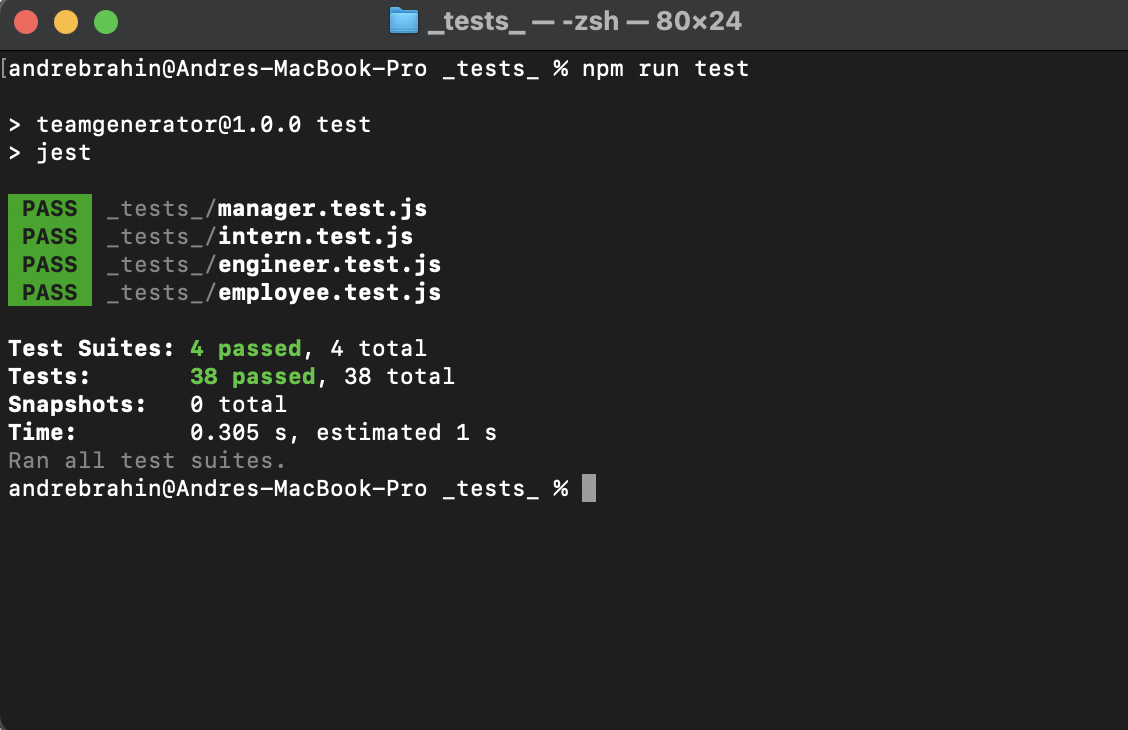 _tests_ — -zsh — 80×24
[andrebrahin@Andres-MacBook-Pro _tests_ % npm run test
> teamgenerator@1.0.0 test
> jest
PASS _tests_/manager.test.js
PASS _tests_/intern.test.js
PASS _tests_/engineer.test.js
PASS _tests_/employee.test.js
Test Suites: 4 passed, 4 total
Tests: 38 passed, 38 total
Snapshots: 0 total
Time: 0.305 s, estimated 1 s
Ran all test suites.
andrebrahin@Andres-MacBook-Pro _tests_ %